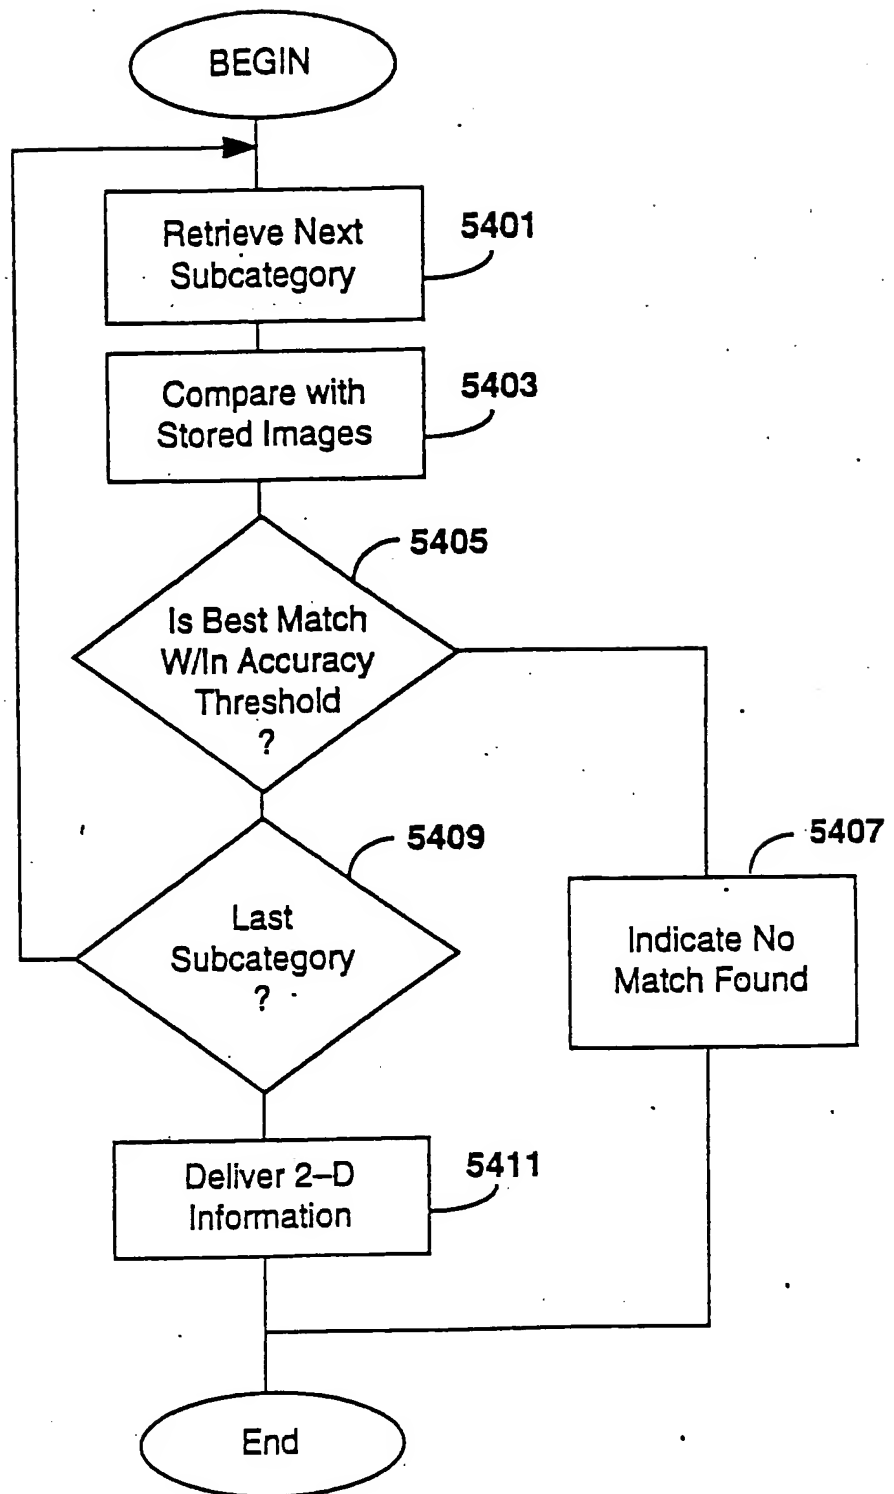 BEGIN
Retrieve Next
Subcategory
5401
Compare with
Stored Images
5403
5405
Is Best Match
W/In Accuracy
Threshold
?
5409
Last
Subcategory
?
5407
Indicate No
Match Found
Deliver 2–D
Information
5411
End